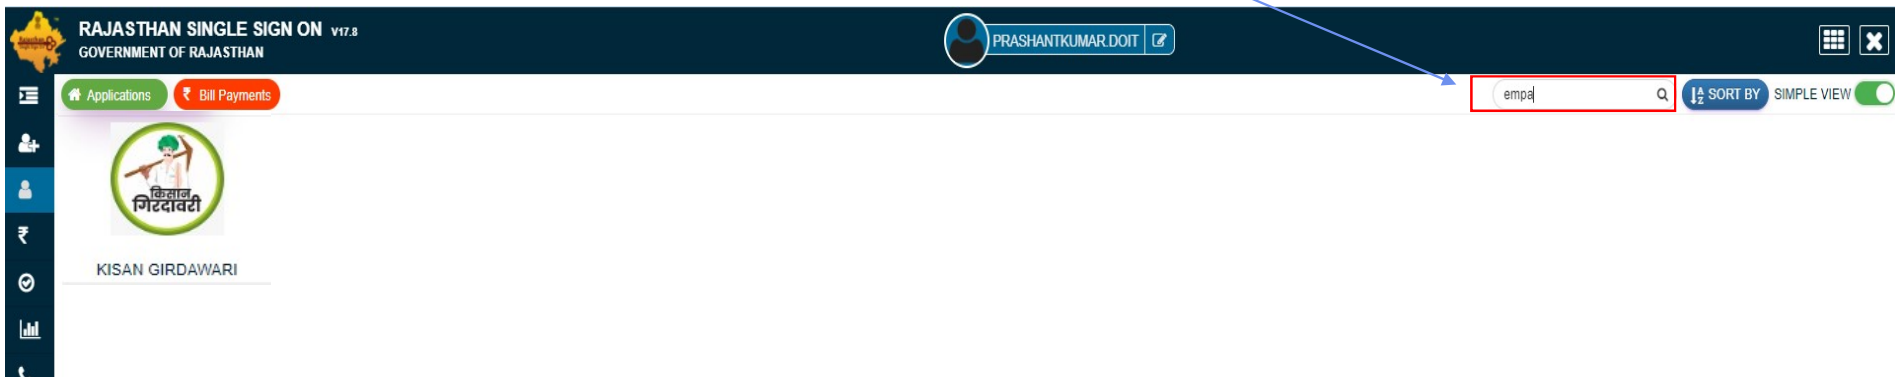 RAJASTHAN SINGLE SIGN ON V17.8
GOVERNMENT OF RAJASTHAN
PRASHANTKUMAR.DOIT
Applications
₹ Bill Payments
empa
SORT BY
SIMPLE VIEW
किसान
गिरदावरी
KISAN GIRDAWARI